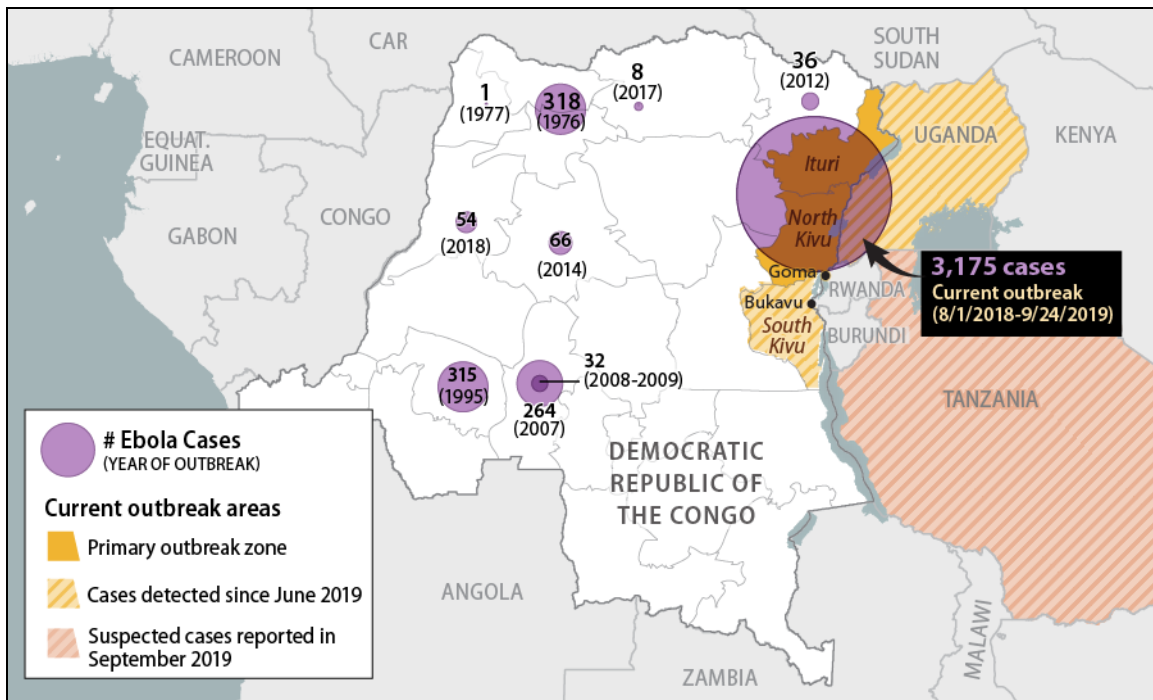 CAMEROON
CAR
SOUTH
SUDAN
1
(1977)
318
(1976)
8
(2017)
36
(2012)
UGANDA
KENYA
EQUAT.
GUINEA
CONGO
GABON
Ituri
North
Kivu
54
(2018)
66
(2014)
Goma
RWANDA
3,175 cases
Current outbreak
(8/1/2018-9/24/2019)
Bukavu
South
Kivu
BURUNDI
315
(1995)
32
(2008-2009)
264
(2007)
TANZANIA
DEMOCRATIC
REPUBLIC OF
THE CONGO
# Ebola Cases
(YEAR OF OUTBREAK)
Current outbreak areas
Primary outbreak zone
Cases detected since June 2019
Suspected cases reported in
September 2019
ANGOLA
ZAMBIA
MALAWI